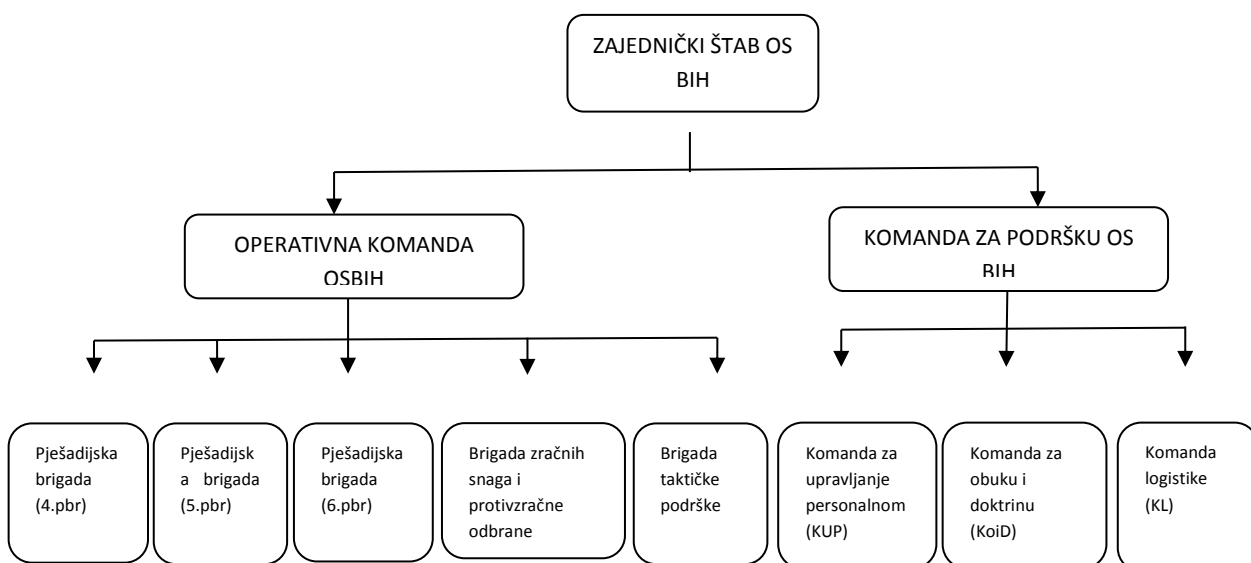 ZAJEDNIČKI ŠTAB OS
BIH
OPERATIVNA KOMANDA
OSBIH
KOMANDA ZA PODRŠKU OS
BIH
Pješadijska
brigada
(4.pbr)
Pješadijsk
a brigada
(5.pbr)
Pješadijska
brigada
(6.pbr)
Brigada zračnih
snaga i
protivzračne
odbrane
Brigada
taktičke
podrške
Komanda za
upravljanje
personalnom
(KUP)
Komanda za
obuku i
doktrinu
(KoiD)
Komanda
logistike
(KL)